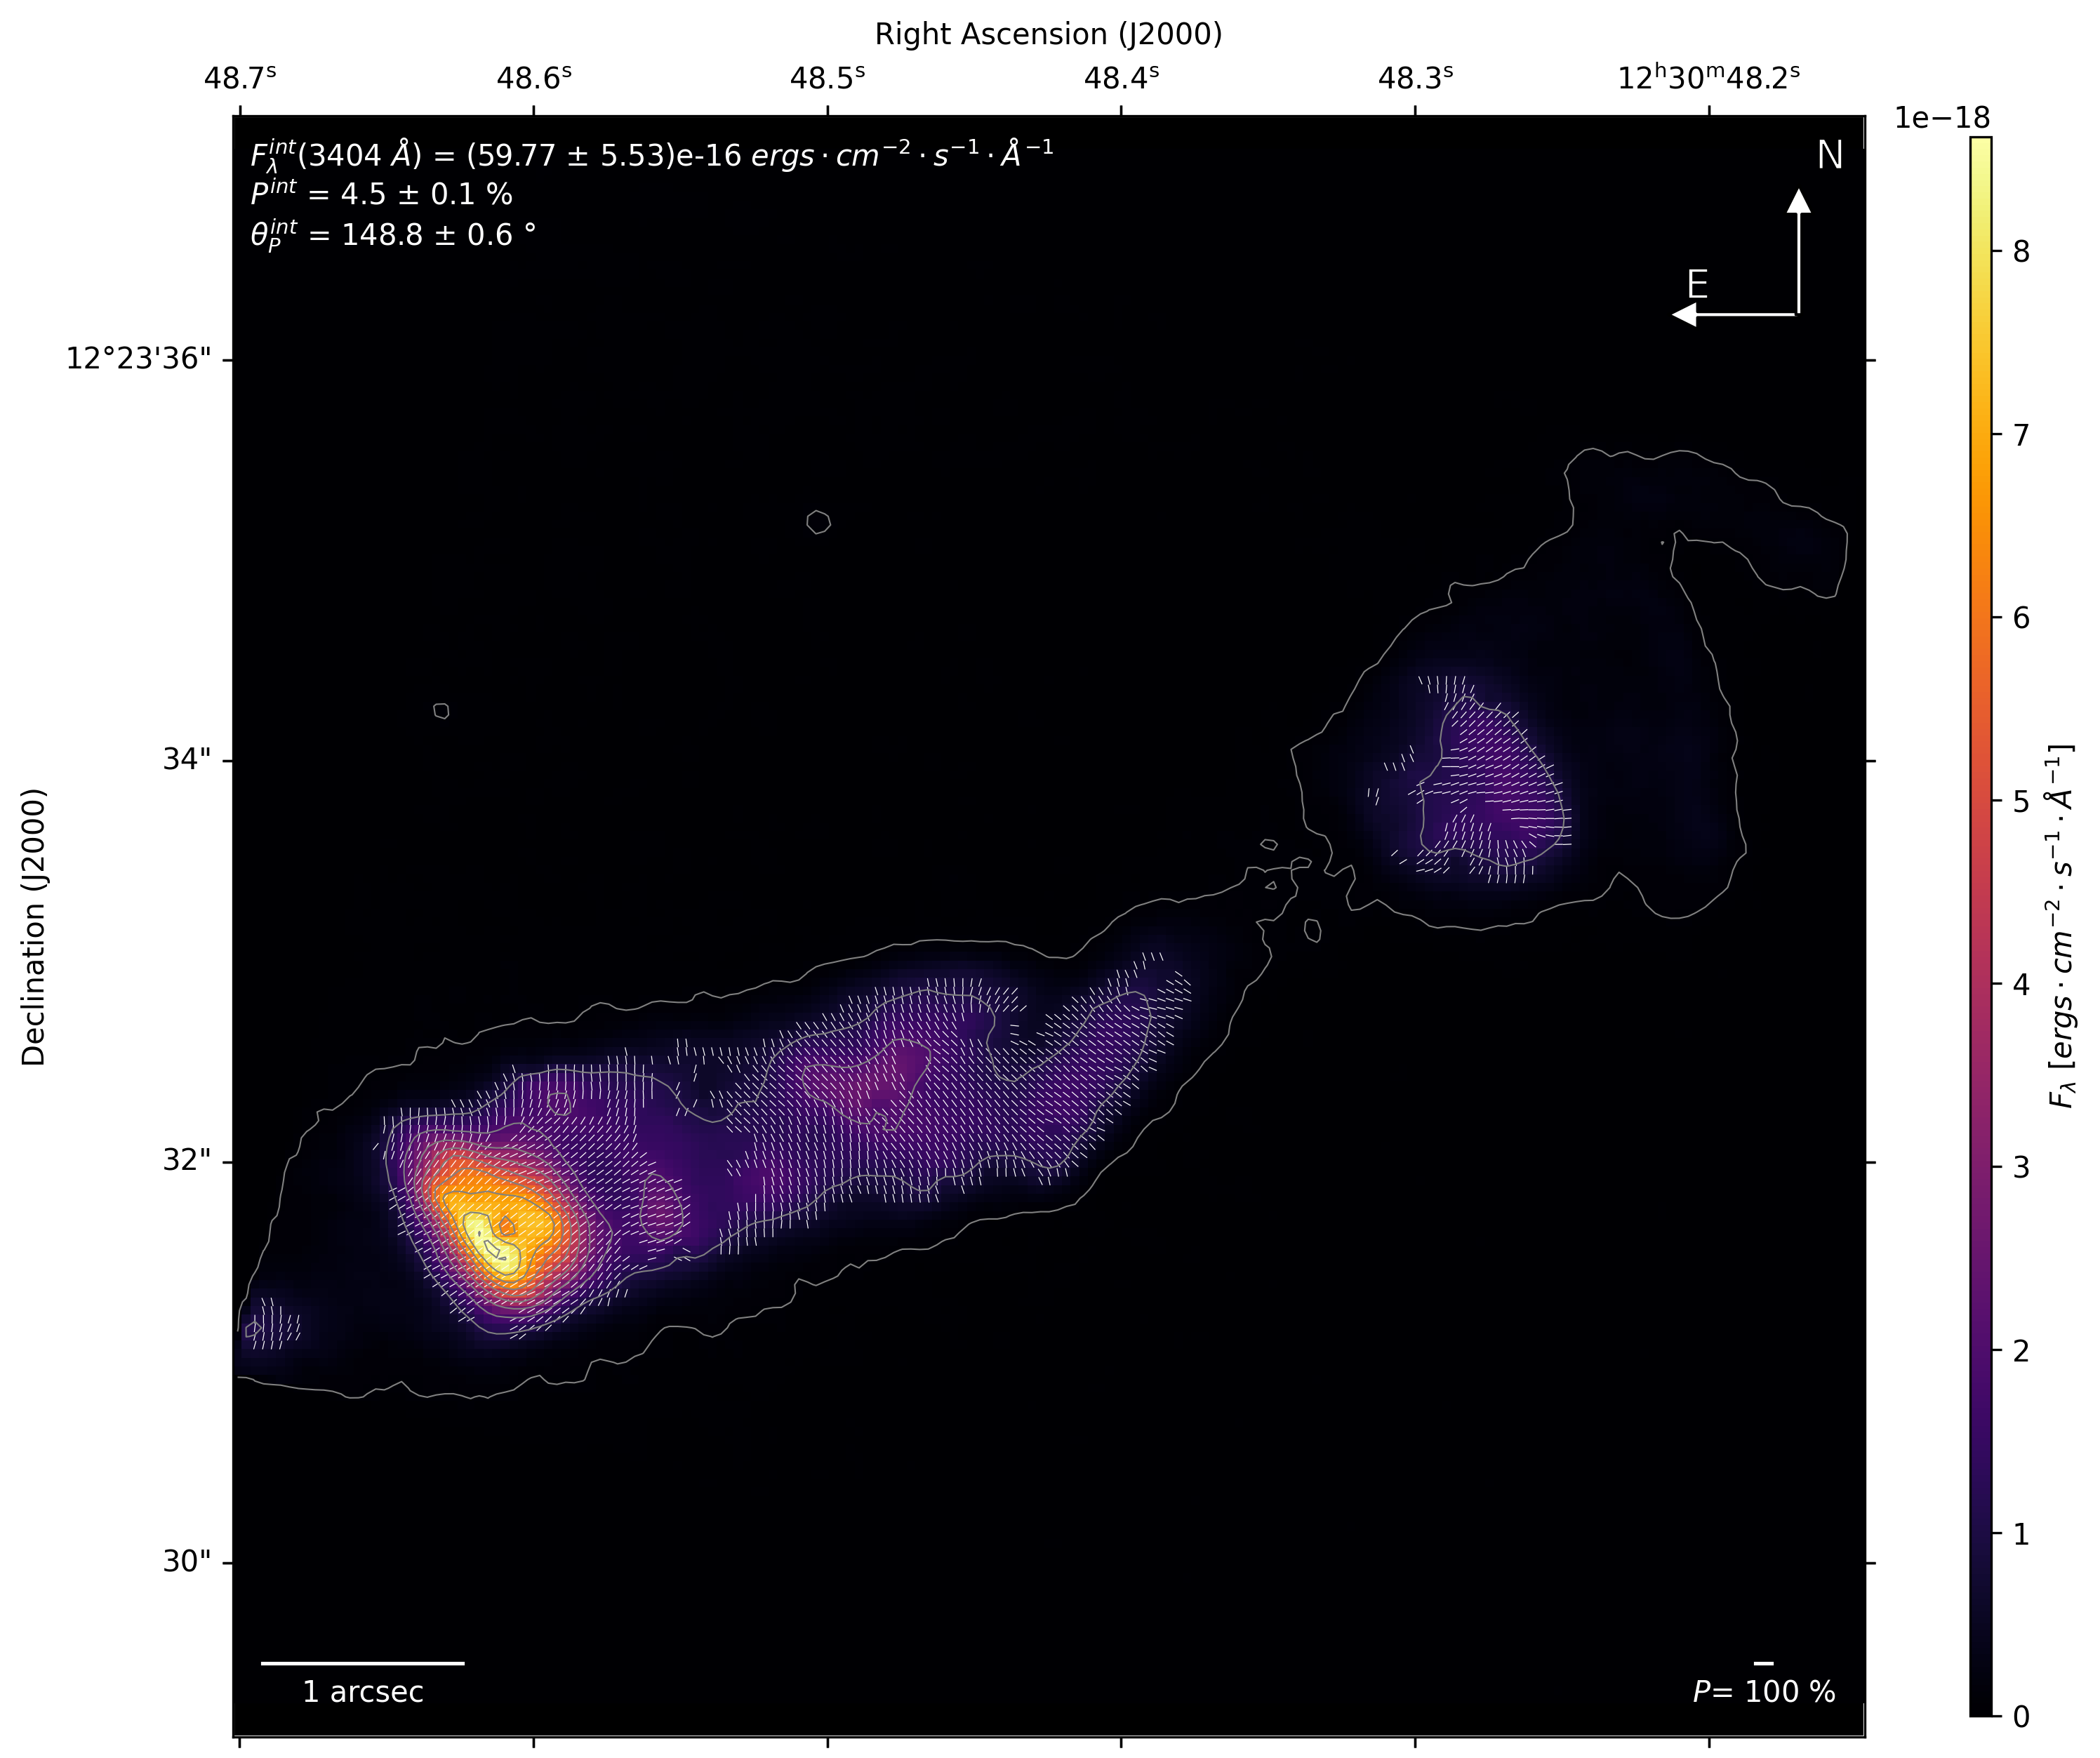 Right Ascension (J2000)
48.7ˢ 48.6ˢ 48.5ˢ 48.4ˢ 48.3ˢ 12ʰ30ᵐ48.2ˢ
1e−18
F_λ^int(3404 Å) = (59.77 ± 5.53)e-16 ergs · cm⁻² · s⁻¹ · Å⁻¹
P^int = 4.5 ± 0.1 %
θ_P^int = 148.8 ± 0.6 °
N
E
12°23'36"
34"
32"
30"
Declination (J2000)
8
7
6
5
4
3
2
1
0
F_λ [ergs · cm⁻² · s⁻¹ · Å⁻¹]
1 arcsec
P= 100 %